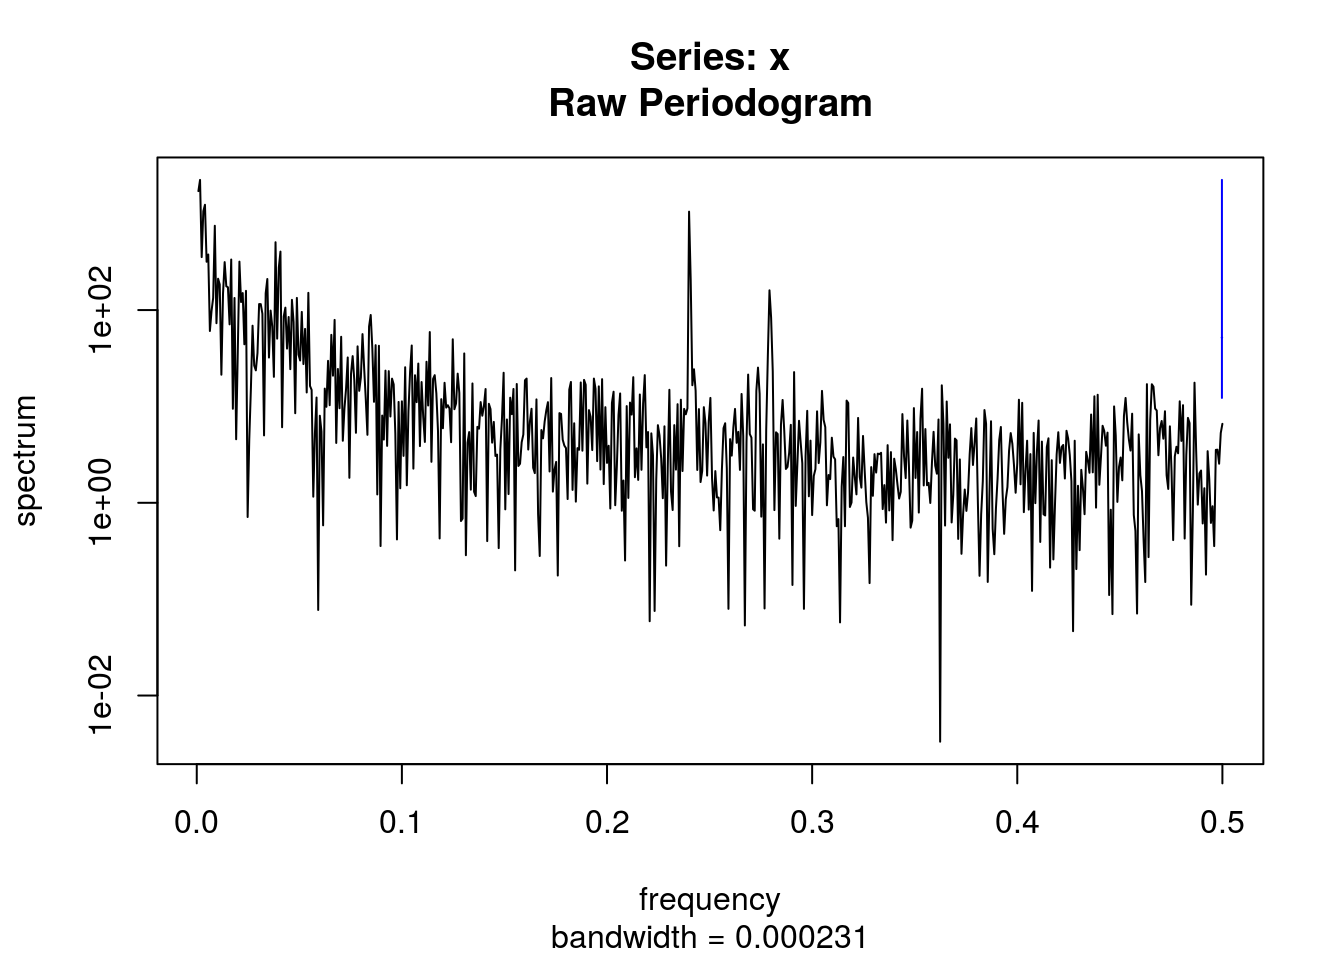 Series: x
Raw Periodogram
spectrum
1e+02
1e+00
1e-02
0.0 0.1 0.2 0.3 0.4 0.5
frequency
bandwidth = 0.000231